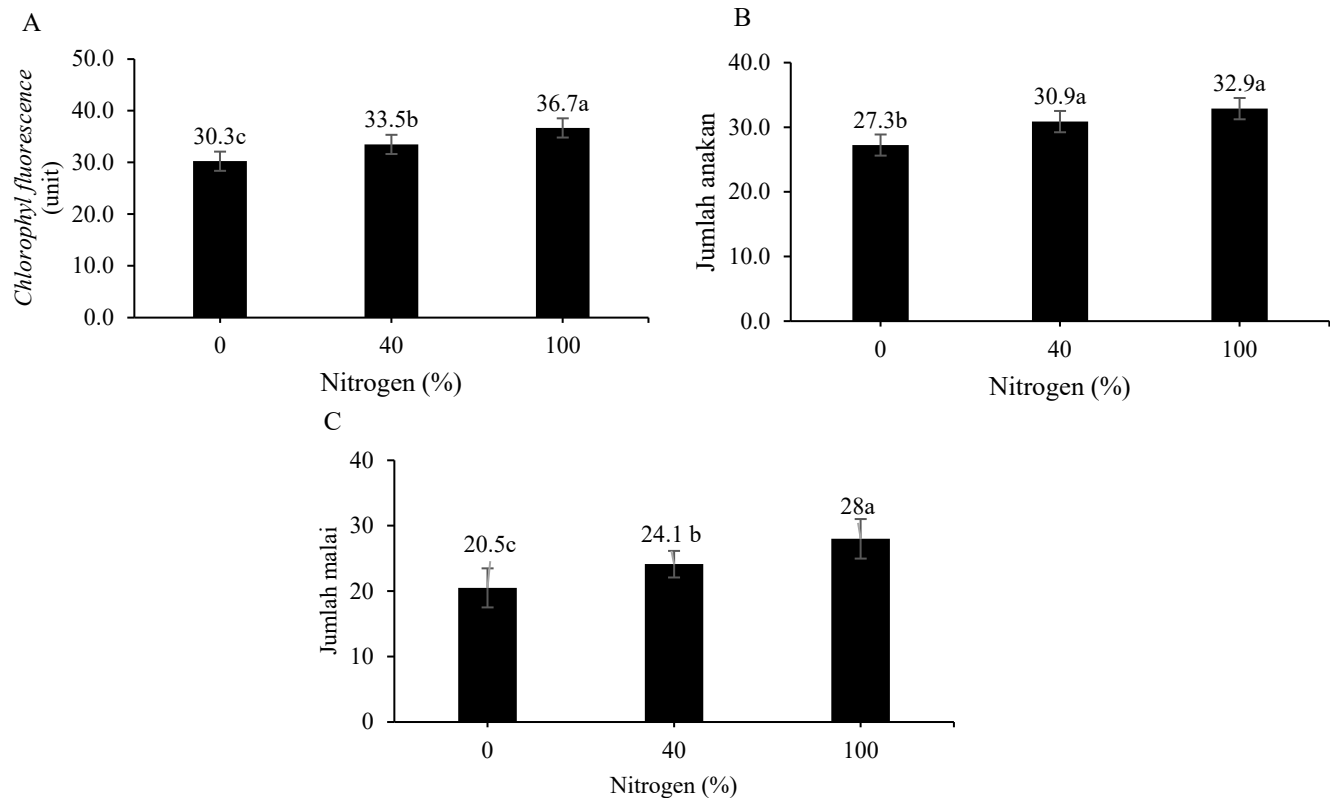 A
Chlorophyl fluorescence
(unit)
50.0
40.0
30.0
20.0
10.0
0.0
30.3c
33.5b
36.7a
0
40
100
Nitrogen (%)
B
Jumlah anakan
40.0
30.0
20.0
10.0
0.0
27.3b
30.9a
32.9a
0
40
100
Nitrogen (%)
C
Jumlah malai
40
30
20
10
0
20.5c
24.1 b
28a
0
40
100
Nitrogen (%)